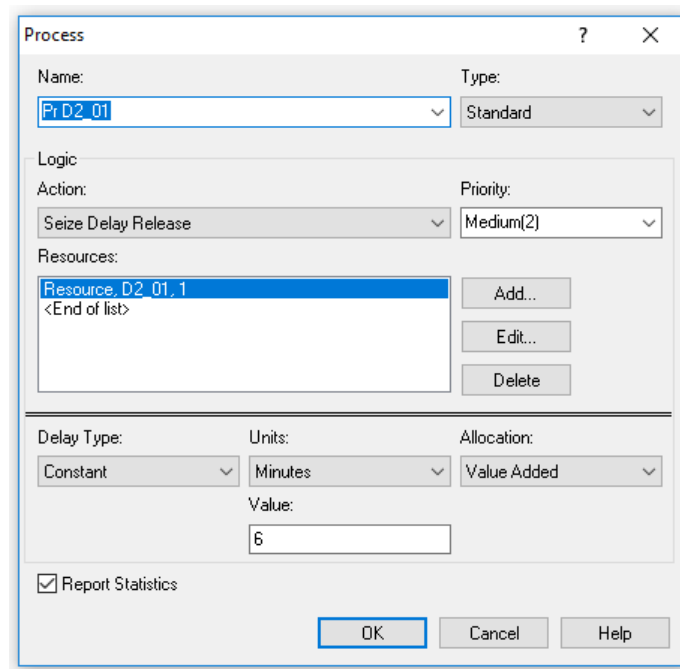 Process ?
Name: Type:
Pr D2_01 Standard
Logic
Action: Priority:
Seize Delay Release Medium(2)
Resources:
Resource, D2_01, 1
<End of list>
Add...
Edit...
Delete
Delay Type: Units: Allocation:
Constant Minutes Value Added
Value:
6
Report Statistics
OK Cancel Help